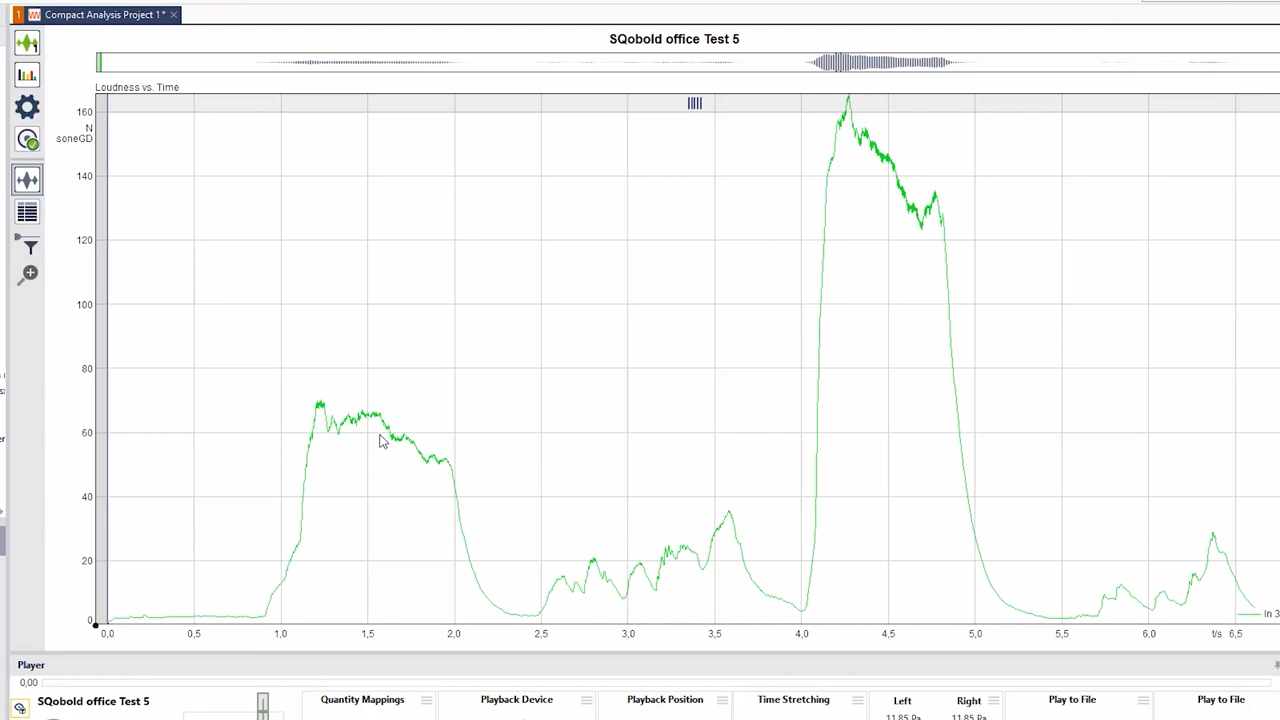 1 Compact Analysis Project 1*
SQobold office Test 5
Loudness vs. Time
160
N
soneGD
140
120
100
80
60
40
20
0
0,0 0,5 1,0 1,5 2,0 2,5 3,0 3,5 4,0 4,5 5,0 5,5 6,0 t/s 6,5
In 3
Player
0,00
SQobold office Test 5 Quantity Mappings Playback Device Playback Position Time Stretching Left Right Play to File Play to File
11,85 Pa 11,85 Pa